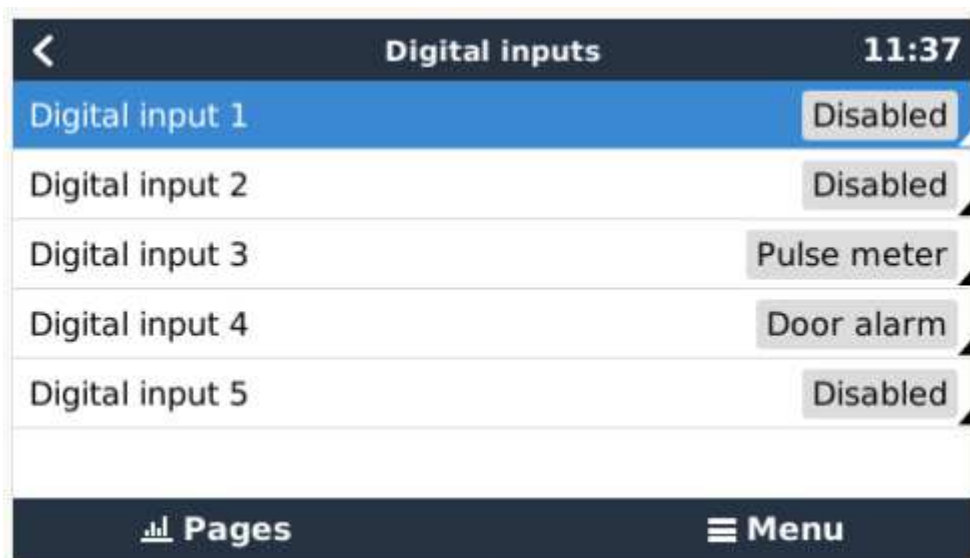 Digital inputs 11:37
Digital input 1 Disabled
Digital input 2 Disabled
Digital input 3 Pulse meter
Digital input 4 Door alarm
Digital input 5 Disabled
Pages Menu